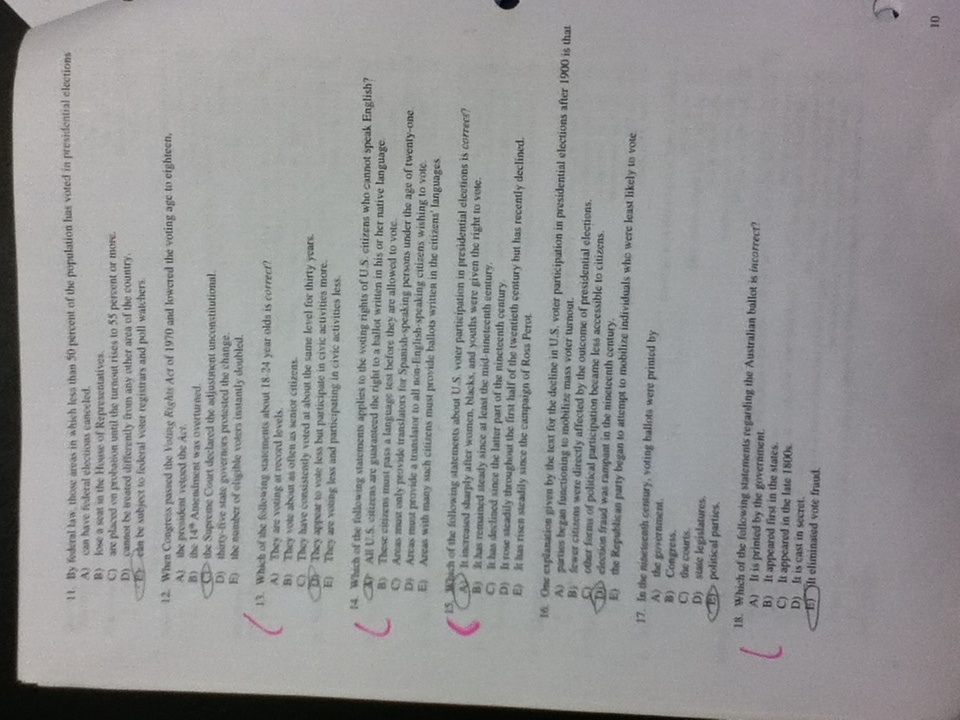 11. By federal law, those areas in which less than 50 percent of the population has voted in presidential elections
A) can have federal elections canceled.
B) lose a seat in the House of Representatives.
C) are placed on probation until the turnout rises to 55 percent or more.
D) cannot be treated differently from any other area of the country.
E) can be subject to federal voter registrars and poll watchers.
12. When Congress passed the Voting Rights Act of 1970 and lowered the voting age to eighteen,
A) the president vetoed the Act.
B) the 14th Amendment was overturned.
C) the Supreme Court declared the adjustment unconstitutional.
D) thirty-five state governors protested the change.
E) the number of eligible voters instantly doubled.
13. Which of the following statements about 18-24 year olds is correct?
A) They are voting at record levels.
B) They vote about as often as senior citizens.
C) They have consistently voted at about the same level for thirty years.
D) They appear to vote less but participate in civic activities more.
E) They are voting less and participating in civic activities less.
14. Which of the following statements applies to the voting rights of U.S. citizens who cannot speak English?
A) All U.S. citizens are guaranteed the right to a ballot written in his or her native language.
B) These citizens must pass a language test before they are allowed to vote.
C) Areas must only provide translators for Spanish-speaking persons under the age of twenty-one.
D) Areas must provide a translator to all non-English-speaking citizens wishing to vote.
E) Areas with many such citizens must provide ballots written in the citizens' languages.
15. Which of the following statements about U.S. voter participation in presidential elections is correct?
A) It increased sharply after women, blacks, and youths were given the right to vote.
B) It has remained steady since at least the mid-nineteenth century.
C) It has declined since the latter part of the nineteenth century.
D) It rose steadily throughout the first half of the twentieth century but has recently declined.
E) It has risen steadily since the campaign of Ross Perot.
16. One explanation given by the text for the decline in U.S. voter participation in presidential elections after 1900 is that
A) parties began functioning to mobilize mass voter turnout.
B) fewer citizens were directly affected by the outcome of presidential elections.
C) other forms of political participation became less accessible to citizens.
D) election fraud was rampant in the nineteenth century.
E) the Republican party began to attempt to mobilize individuals who were least likely to vote.
17. In the nineteenth century, voting ballots were printed by
A) the government.
B) Congress.
C) the courts.
D) state legislatures.
E) political parties.
18. Which of the following statements regarding the Australian ballot is incorrect?
A) It is printed by the government.
B) It appeared first in the states.
C) It appeared in the late 1800s.
D) It is cast in secret.
E) It eliminated vote fraud.
10